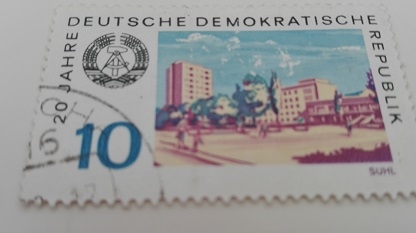 20 JAHRE DEUTSCHE DEMOKRATISCHE REPUBLIK
10
SUHL